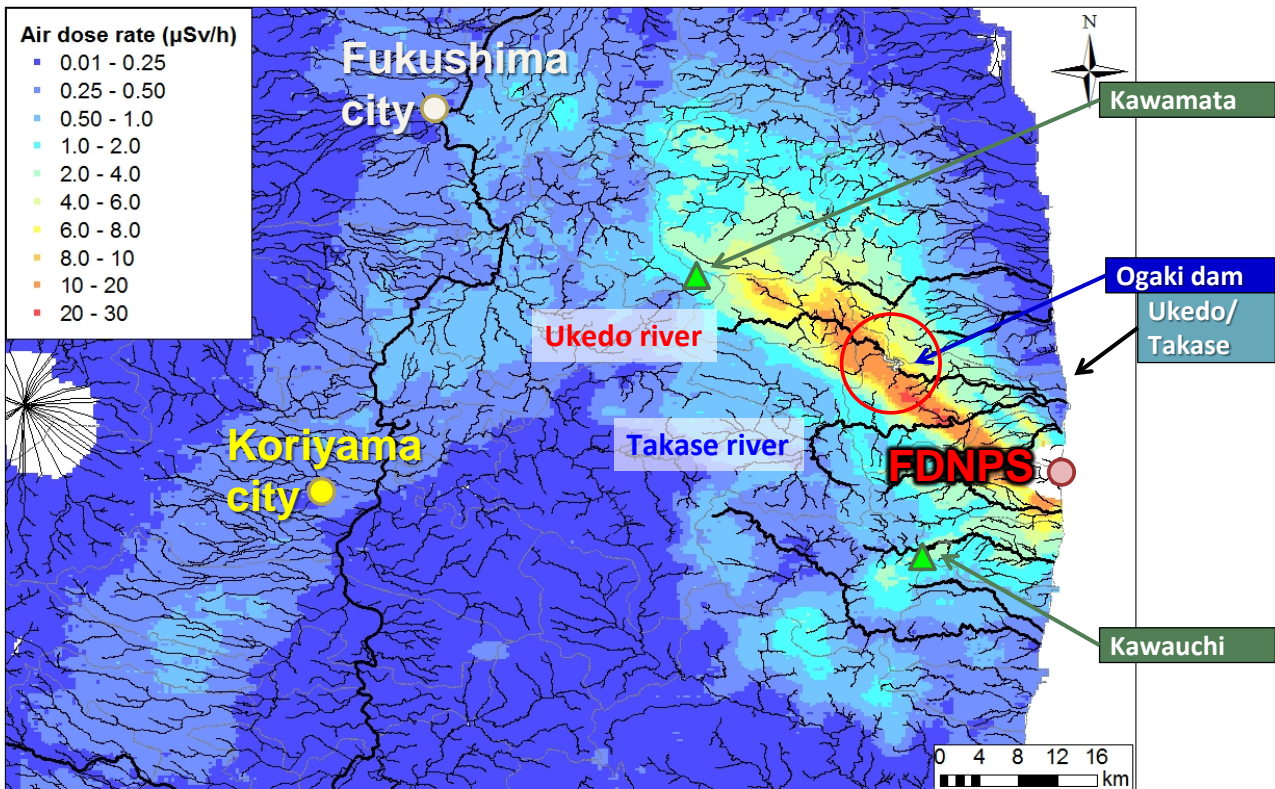 Air dose rate (µSv/h)
0.01 - 0.25
0.25 - 0.50
0.50 - 1.0
1.0 - 2.0
2.0 - 4.0
4.0 - 6.0
6.0 - 8.0
8.0 - 10
10 - 20
20 - 30
Fukushima
city
N
Kawamata
Ogaki dam
Ukedo/
Takase
Ukedo river
Takase river
Koriyama
city
FDNPS
Kawauchi
0 4 8 12 16
km